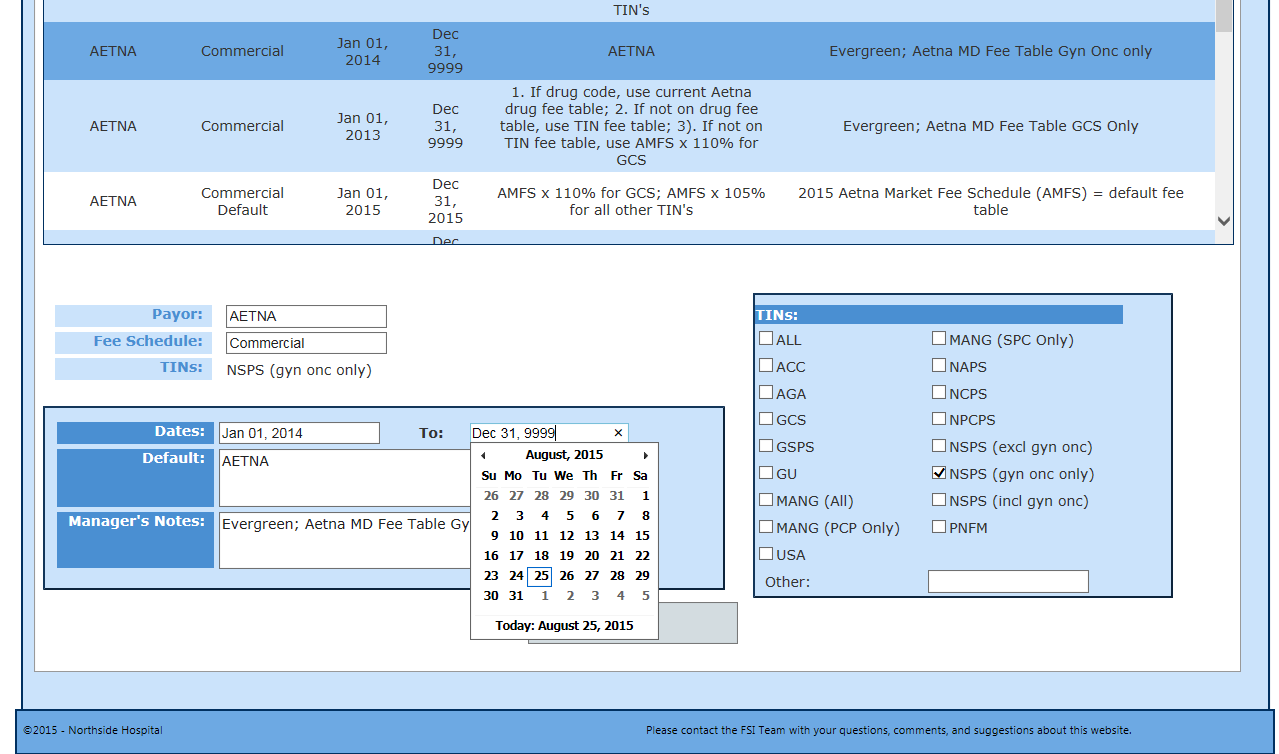 TIN's
AETNA Commercial Jan 01, 2014 Dec 31, 9999 AETNA Evergreen; Aetna MD Fee Table Gyn Onc only
AETNA Commercial Jan 01, 2013 Dec 31, 9999 1. If drug code, use current Aetna drug fee table; 2. If not on drug fee table, use TIN fee table; 3). If not on TIN fee table, use AMFS x 110% for GCS Evergreen; Aetna MD Fee Table GCS Only
AETNA Commercial Default Jan 01, 2015 Dec 31, 2015 AMFS x 110% for GCS; AMFS x 105% for all other TIN's 2015 Aetna Market Fee Schedule (AMFS) = default fee table
Dec
Payor: AETNA
Fee Schedule: Commercial
TINs: NSPS (gyn onc only)
Dates: Jan 01, 2014 To: Dec 31, 9999 ×
Default: AETNA
Manager's Notes: Evergreen; Aetna MD Fee Table Gy
August, 2015
Su Mo Tu We Th Fr Sa
26 27 28 29 30 31 1
2 3 4 5 6 7 8
9 10 11 12 13 14 15
16 17 18 19 20 21 22
23 24 25 26 27 28 29
30 31 1 2 3 4 5
Today: August 25, 2015
TINs:
ALL MANG (SPC Only)
ACC NAPS
AGA NCPS
GCS NPCPS
GSPS NSPS (excl gyn onc)
GU NSPS (gyn onc only)
MANG (All) NSPS (incl gyn onc)
MANG (PCP Only) PNFM
USA
Other:
©2015 - Northside Hospital Please contact the FSI Team with your questions, comments, and suggestions about this website.